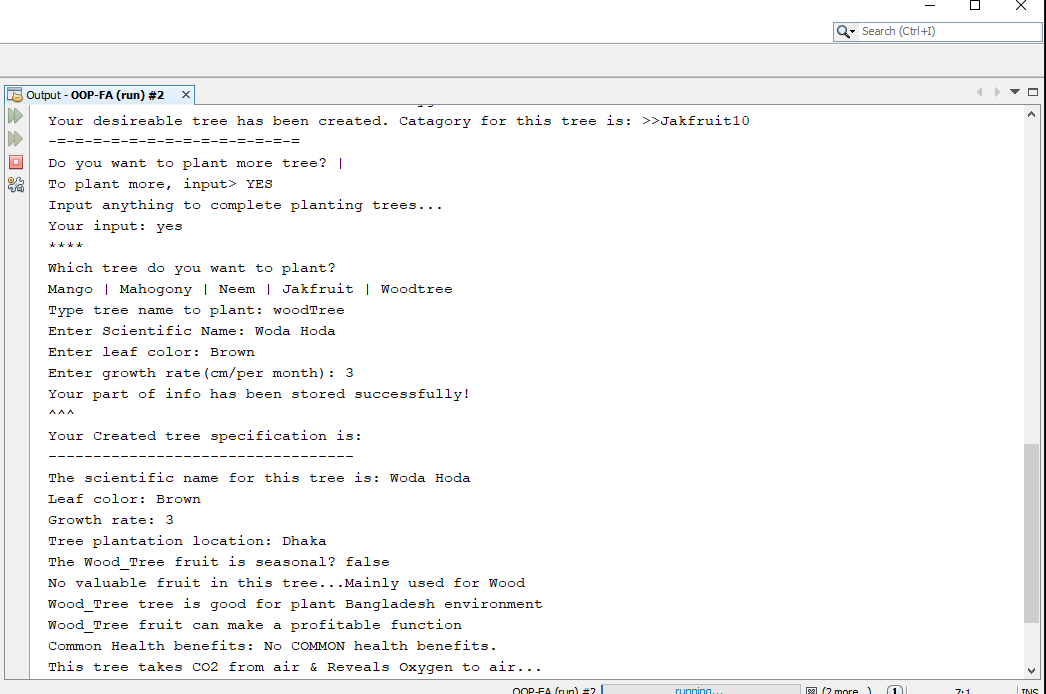 Search (Ctrl+I)
Output - OOP-FA (run) #2
Your desireable tree has been created. Catagory for this tree is: >>Jakfruit10
-=-=-=-=-=-=-=-=-=-=-=-=-=-=
Do you want to plant more tree? |
To plant more, input> YES
Input anything to complete planting trees...
Your input: yes
****
Which tree do you want to plant?
Mango | Mahogony | Neem | Jakfruit | Woodtree
Type tree name to plant: woodTree
Enter Scientific Name: Woda Hoda
Enter leaf color: Brown
Enter growth rate(cm/per month): 3
Your part of info has been stored successfully!
^^^
Your Created tree specification is:
----------------------------------
The scientific name for this tree is: Woda Hoda
Leaf color: Brown
Growth rate: 3
Tree plantation location: Dhaka
The Wood_Tree fruit is seasonal? false
No valuable fruit in this tree...Mainly used for Wood
Wood_Tree tree is good for plant Bangladesh environment
Wood_Tree fruit can make a profitable function
Common Health benefits: No COMMON health benefits.
This tree takes CO2 from air & Reveals Oxygen to air...
OOP-FA (run) #2 running... (2 more...) 1 7:1 INS